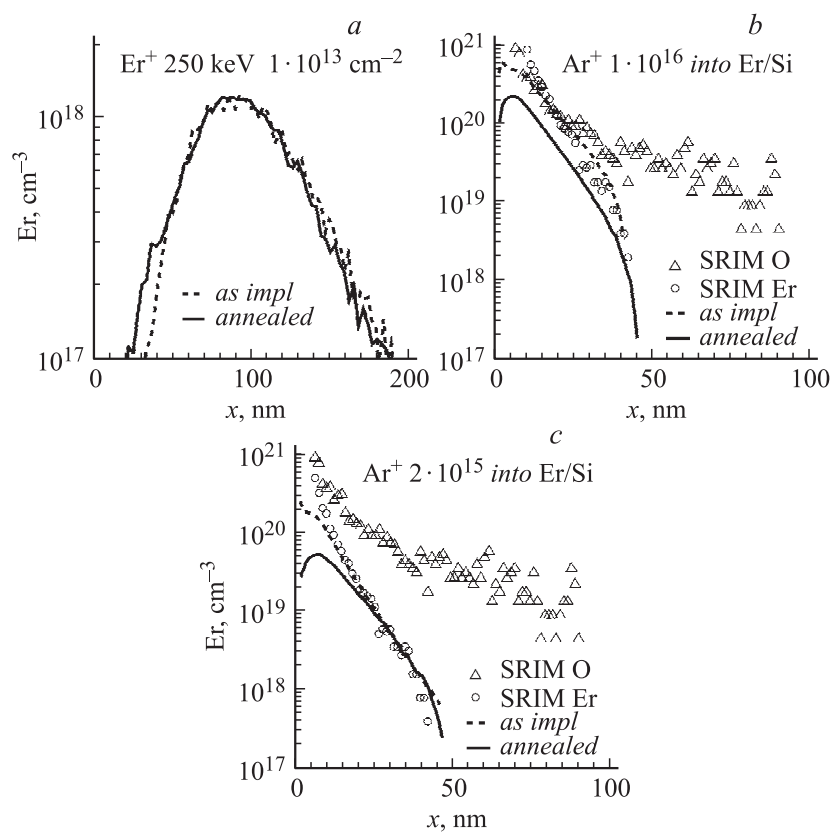 a
Er⁺ 250 keV 1·10¹³ cm⁻²
10¹⁸
10¹⁷
Er, cm⁻³
as impl
annealed
0 100 200
x, nm
b
Ar⁺ 1·10¹⁶ into Er/Si
10²¹
10²⁰
10¹⁹
10¹⁸
10¹⁷
SRIM O
SRIM Er
as impl
annealed
0 50 100
x, nm
c
Ar⁺ 2·10¹⁵ into Er/Si
10²¹
10²⁰
10¹⁹
10¹⁸
10¹⁷
Er, cm⁻³
SRIM O
SRIM Er
as impl
annealed
0 50 100
x, nm